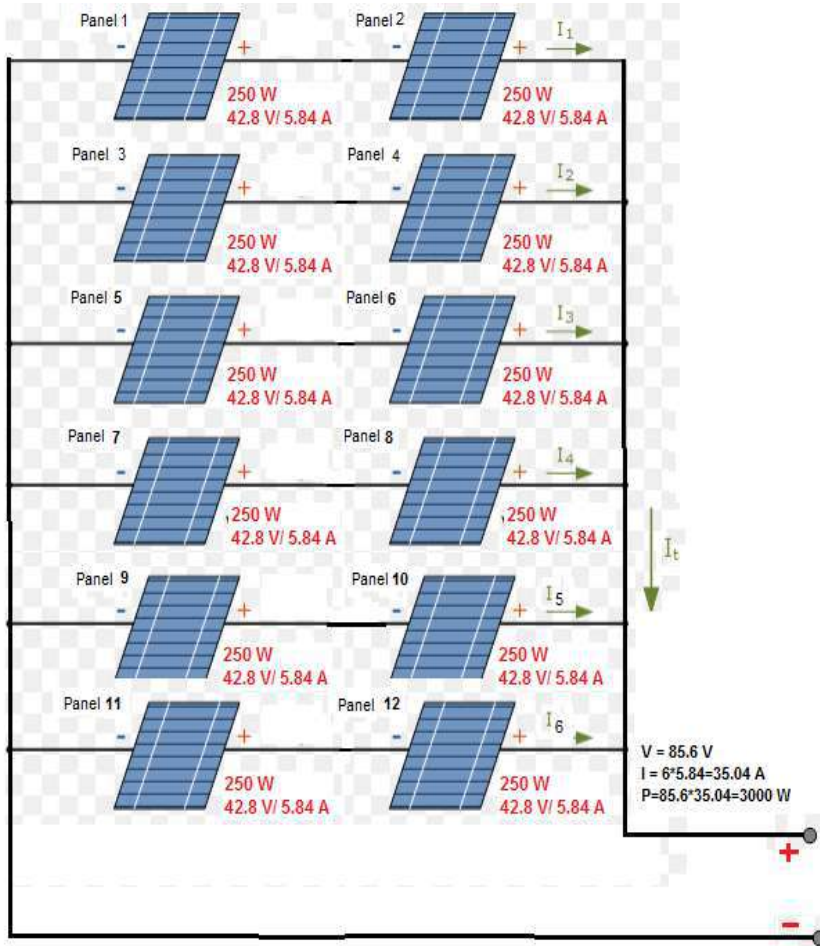 Panel 1
Panel 2
- + - + I₁
250 W
42.8 V/ 5.84 A
250 W
42.8 V/ 5.84 A
Panel 3
Panel 4
- + - + I₂
250 W
42.8 V/ 5.84 A
250 W
42.8 V/ 5.84 A
Panel 5
Panel 6
- + - + I₃
250 W
42.8 V/ 5.84 A
250 W
42.8 V/ 5.84 A
Panel 7
Panel 8
- + - + I₄
,250 W
42.8 V/ 5.84 A
,250 W
42.8 V/ 5.84 A
Iₜ
Panel 9
Panel 10
- + - + I₅
250 W
42.8 V/ 5.84 A
250 W
42.8 V/ 5.84 A
Panel 11
Panel 12
- + - + I₆
250 W
42.8 V/ 5.84 A
250 W
42.8 V/ 5.84 A
V = 85.6 V
I = 6*5.84=35.04 A
P=85.6*35.04=3000 W
+
-